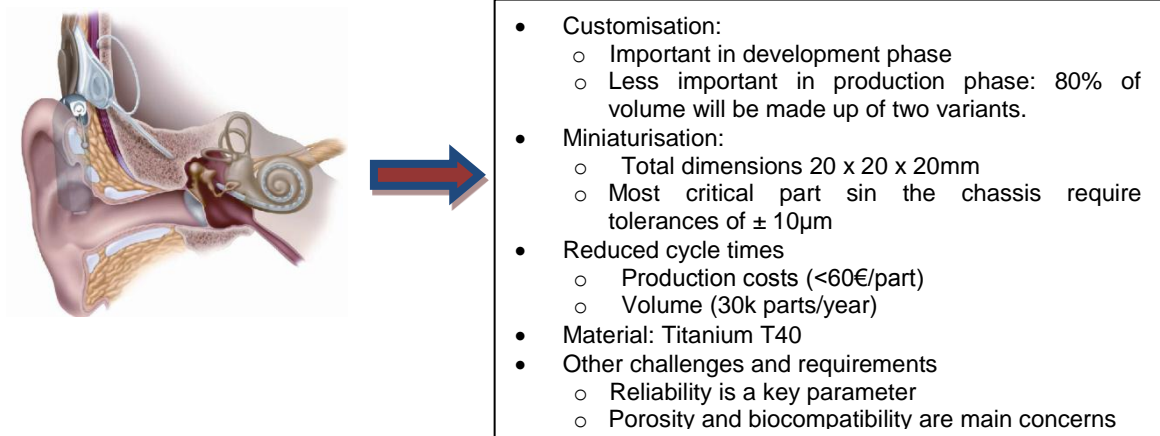 • Customisation:
o Important in development phase
o Less important in production phase: 80% of
volume will be made up of two variants.
• Miniaturisation:
o Total dimensions 20 x 20 x 20mm
o Most critical part sin the chassis require
tolerances of ± 10µm
• Reduced cycle times
o Production costs (<60€/part)
o Volume (30k parts/year)
• Material: Titanium T40
• Other challenges and requirements
o Reliability is a key parameter
o Porosity and biocompatibility are main concerns